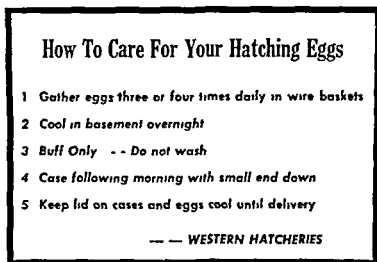 How To Care For Your Hatching Eggs
1 Gather eggs three or four times daily in wire baskets
2 Cool in basement overnight
3 Buff Only -- Do not wash
4 Case following morning with small end down
5 Keep lid on cases and eggs cool until delivery
—— WESTERN HATCHERIES